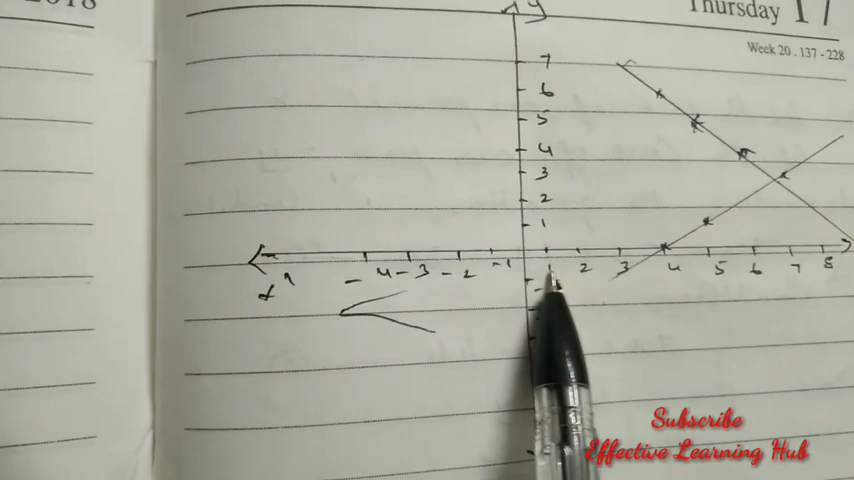 2018
Thursday 17
Week 20 . 137 - 228
y
7
6
5
4
3
2
1
-4 -3 -2 -1 1 2 3 4 5 6 7 8
x'
Subscribe
Effective Learning Hub